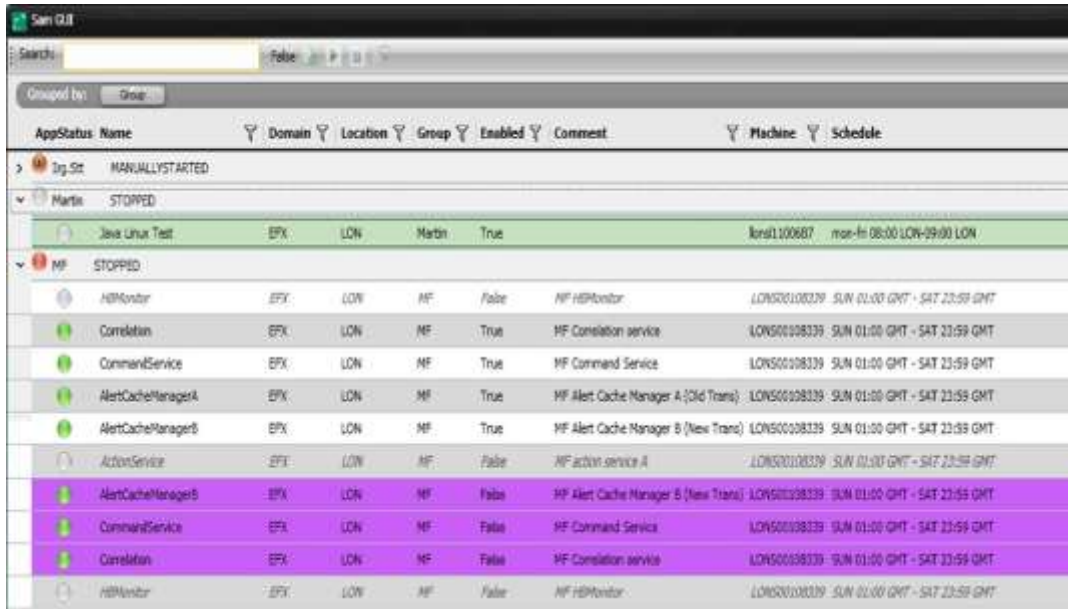 Sam GUI
Search: False
Grouped by: Group
AppStatus Name Domain Location Group Enabled Comment Machine Schedule
MANUALLYSTARTED
Martin STOPPED
Java Linux Test EFX LON Martin True mon-fri 08:00 LON-09:00 LON
MF STOPPED
HBMonitor EFX LON MF False MF HBMonitor LONS00108339 SUN 01:00 GMT - SAT 23:59 GMT
Correlation EFX LON MF True MF Correlation service LONS00108339 SUN 01:00 GMT - SAT 23:59 GMT
CommandService EFX LON MF True MF Command Service LONS00108339 SUN 01:00 GMT - SAT 23:59 GMT
AlertCacheManagerA EFX LON MF True MF Alert Cache Manager A (Old Trans) LONS00108339 SUN 01:00 GMT - SAT 23:59 GMT
AlertCacheManagerB EFX LON MF True MF Alert Cache Manager B (New Trans) LONS00108339 SUN 01:00 GMT - SAT 23:59 GMT
ActionService EFX LON MF False MF action service A LONS00108339 SUN 01:00 GMT - SAT 23:59 GMT
AlertCacheManagerB EFX LON MF False MF Alert Cache Manager B (New Trans) LONS00108339 SUN 01:00 GMT - SAT 23:59 GMT
CommandService EFX LON MF False MF Command Service LONS00108339 SUN 01:00 GMT - SAT 23:59 GMT
Correlation EFX LON MF False MF Correlation service LONS00108339 SUN 01:00 GMT - SAT 23:59 GMT
HBMonitor EFX LON MF False MF HBMonitor LONS00108339 SUN 01:00 GMT - SAT 23:59 GMT